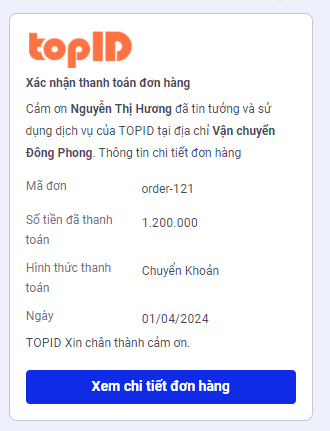 topID
Xác nhận thanh toán đơn hàng
Cảm ơn Nguyễn Thị Hương đã tin tưởng và sử
dụng dịch vụ của TOPID tại địa chỉ Vận chuyển
Đông Phong. Thông tin chi tiết đơn hàng
Mã đơn order-121
Số tiền đã thanh
toán
1.200.000
Hình thức thanh
toán
Chuyển Khoản
Ngày 01/04/2024
TOPID Xin chân thành cảm ơn.
Xem chi tiết đơn hàng